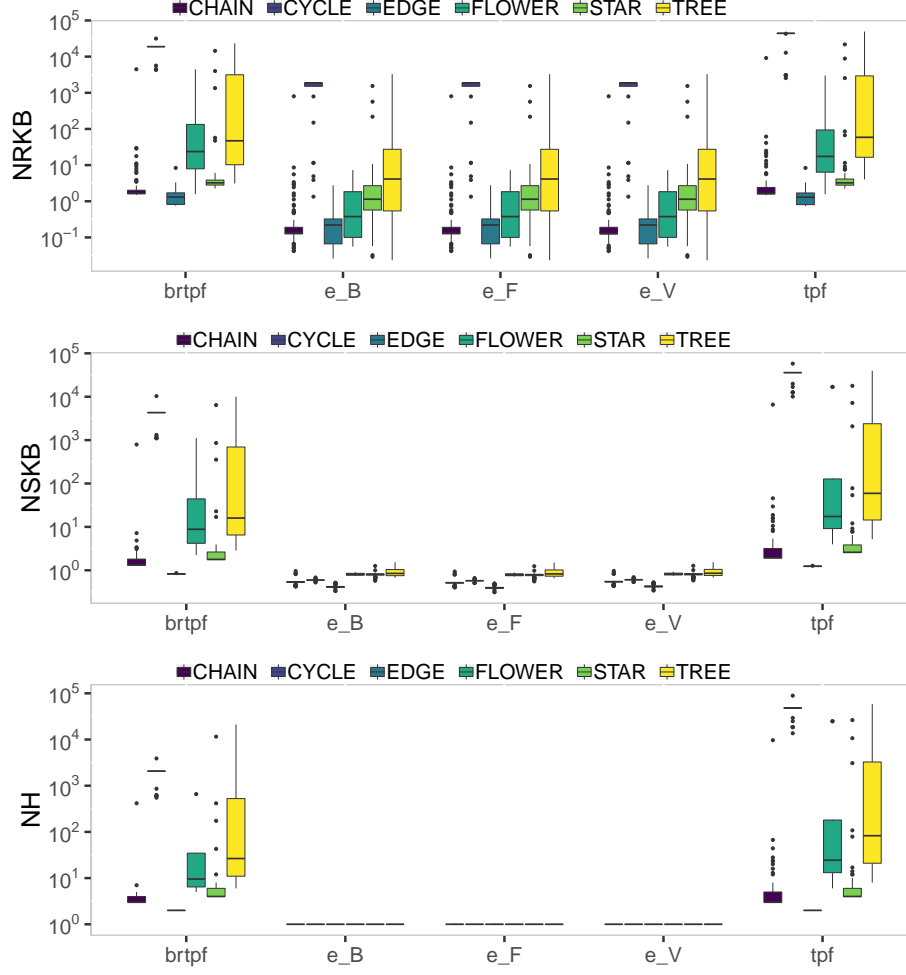 CHAIN CYCLE EDGE FLOWER STAR TREE
NRKB
10^5
10^4
10^3
10^2
10^1
10^0
10^−1
brtpf e_B e_F e_V tpf
CHAIN CYCLE EDGE FLOWER STAR TREE
NSKB
10^5
10^4
10^3
10^2
10^1
10^0
brtpf e_B e_F e_V tpf
CHAIN CYCLE EDGE FLOWER STAR TREE
NH
10^5
10^4
10^3
10^2
10^1
10^0
brtpf e_B e_F e_V tpf